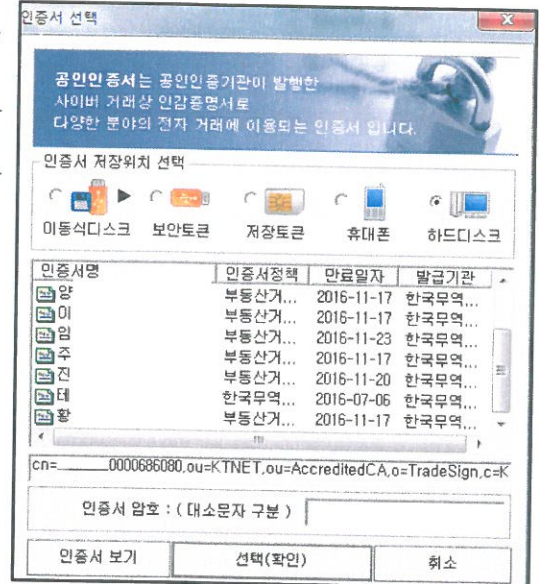 인증서 선택
X
공인인증서는 공인인증기관이 발행한
사이버 거래상 인감증명서로
다양한 분야의 전자 거래에 이용되는 인증서 입니다.
인증서 저장위치 선택
이동식디스크 보안토큰 저장토큰 휴대폰 하드디스크
인증서명 인증서정책 만료일자 발급기관
양 부동산거... 2016-11-17 한국무역...
이 부동산거... 2016-11-17 한국무역...
임 부동산거... 2016-11-23 한국무역...
주 부동산거... 2016-11-17 한국무역...
진 부동산거... 2016-11-20 한국무역...
테 한국무역... 2016-07-06 한국무역...
황 부동산거... 2016-11-17 한국무역...
cn=______0000686080,ou=KTNET,ou=AccreditedCA,o=TradeSign,c=K
인증서 암호 : ( 대소문자 구분 )
인증서 보기 선택(확인) 취소